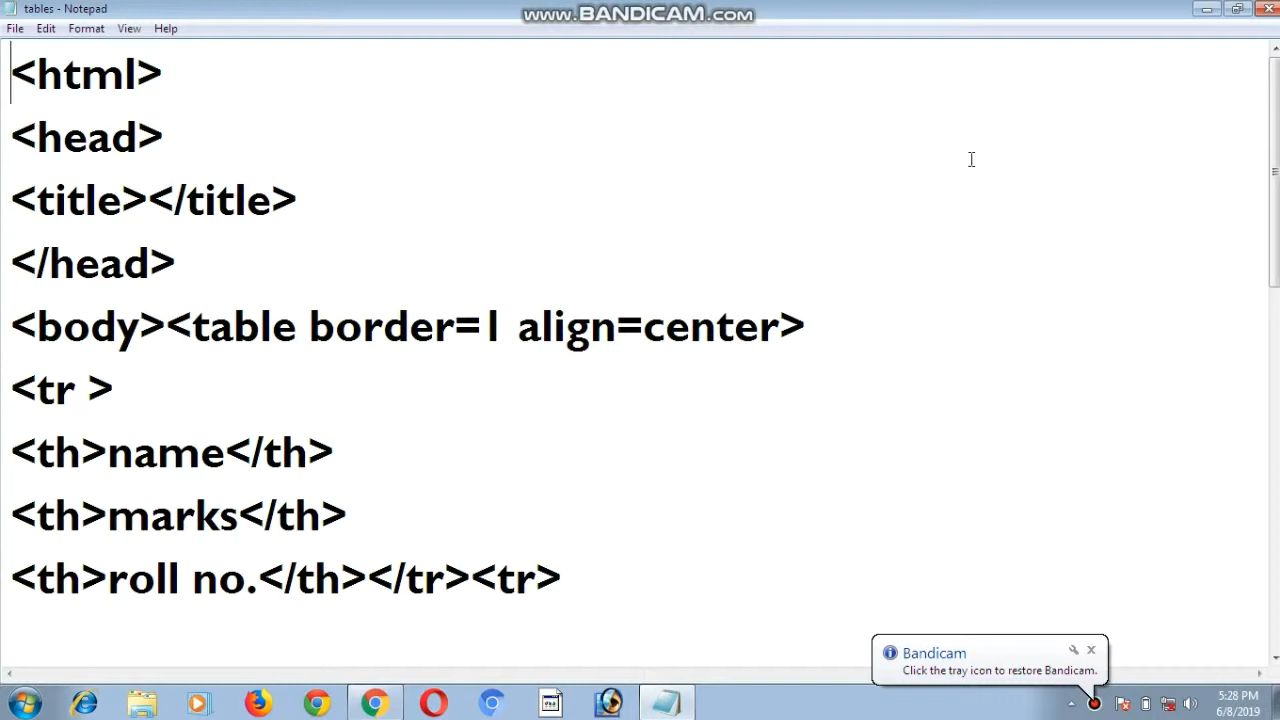 tables - Notepad
www.BANDICAM.com
File Edit Format View Help
<html>
<head>
<title></title>
</head>
<body><table border=1 align=center>
<tr >
<th>name</th>
<th>marks</th>
<th>roll no.</th></tr><tr>
Bandicam
Click the tray icon to restore Bandicam.
5:28 PM
6/8/2019